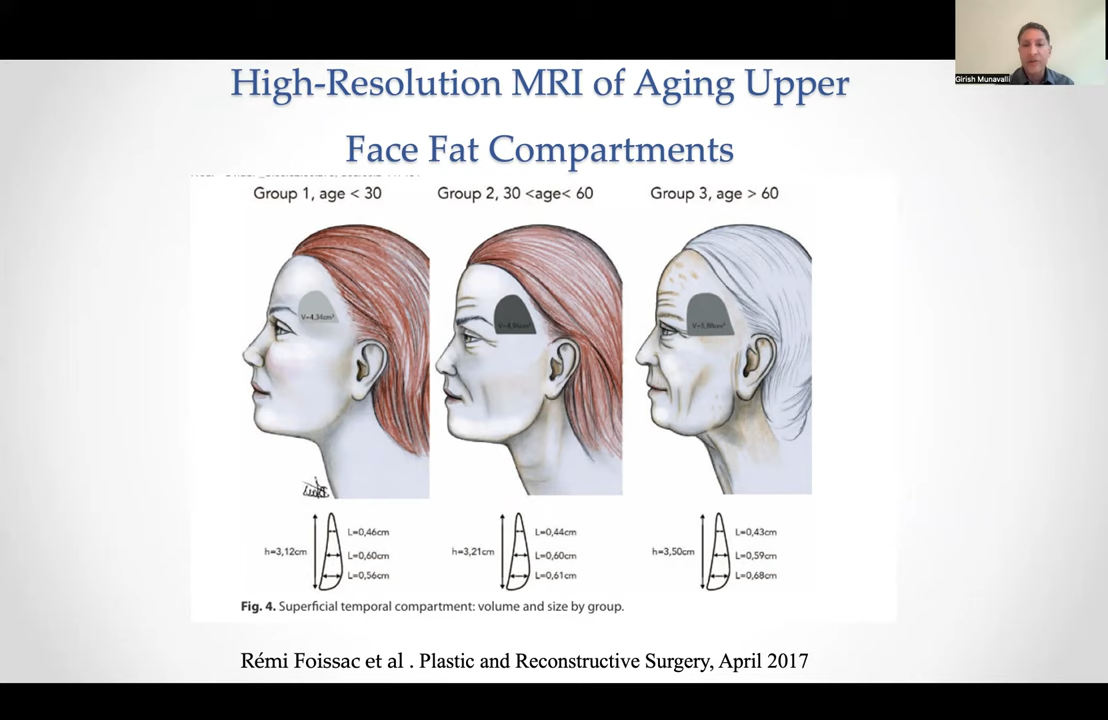 Girish Munavalli
High-Resolution MRI of Aging Upper
Face Fat Compartments
Group 1, age < 30 Group 2, 30 <age< 60 Group 3, age > 60
V=4,34cm³
L=0,46cm L=0,44cm L=0,43cm
h=3,12cm h=3,21cm h=3,50cm
L=0,60cm L=0,60cm L=0,59cm
L=0,56cm L=0,61cm L=0,68cm
Fig. 4. Superficial temporal compartment: volume and size by group.
Rémi Foissac et al . Plastic and Reconstructive Surgery, April 2017